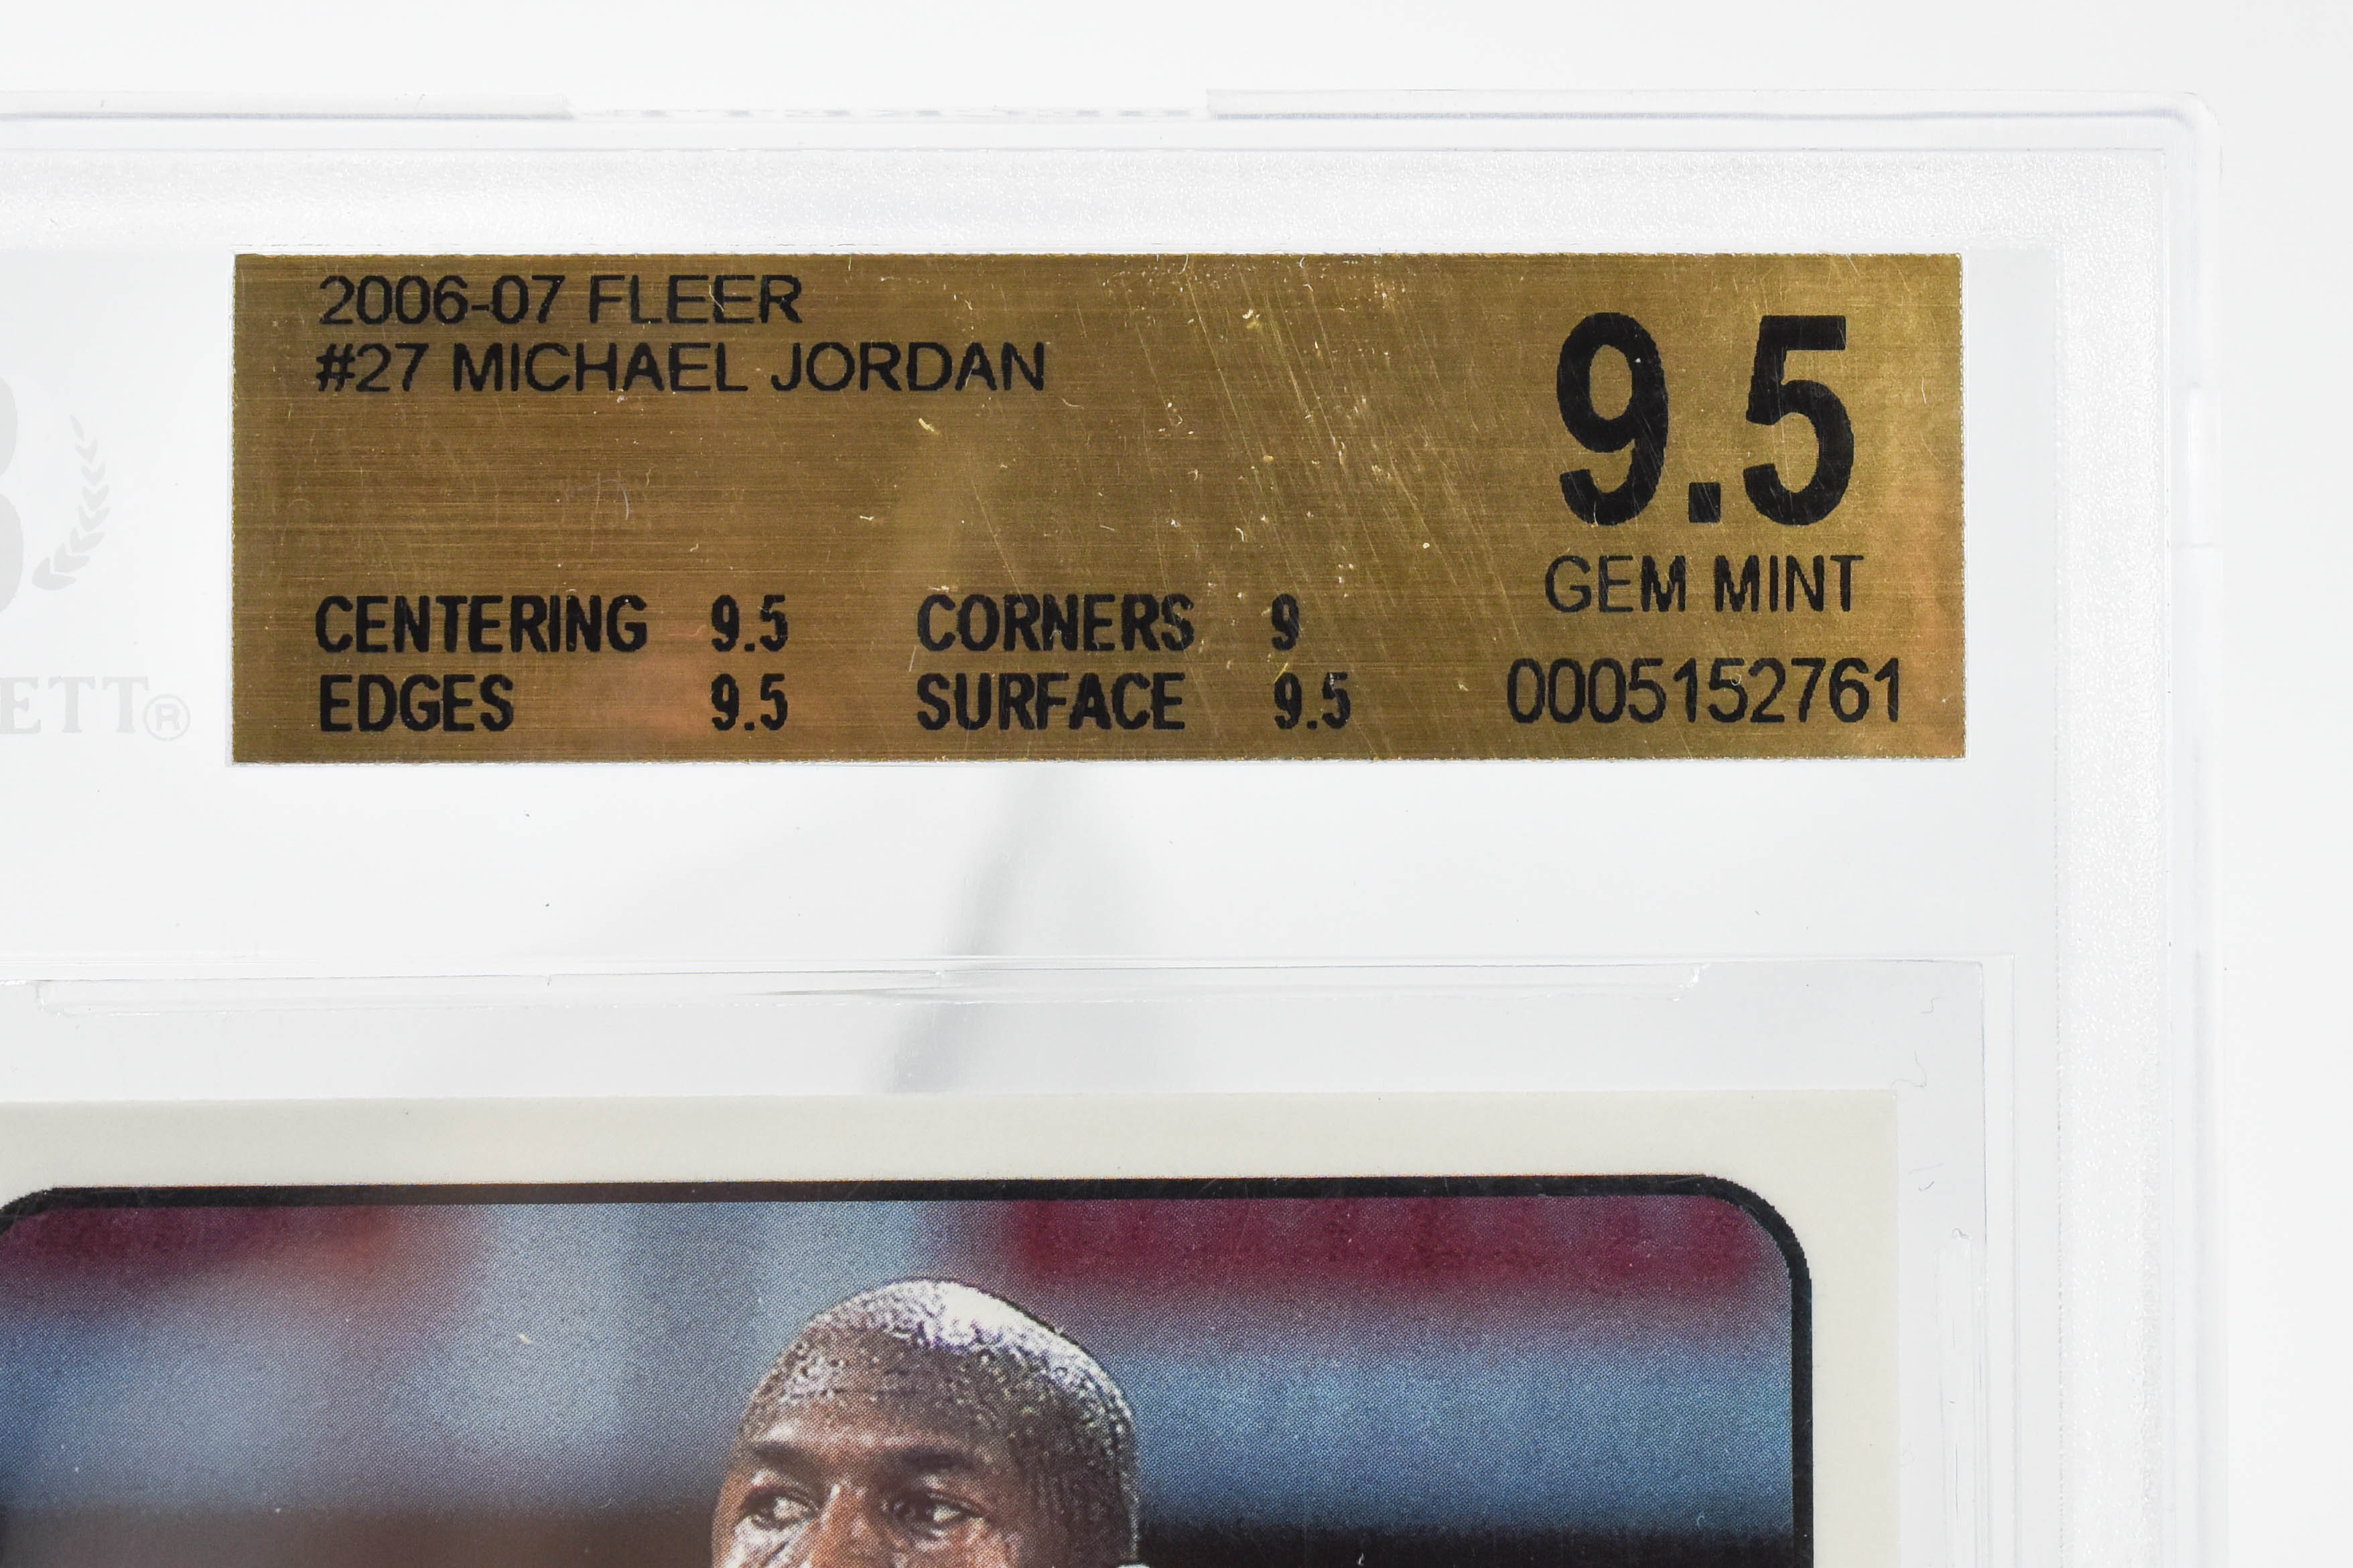 2006-07 FLEER
#27 MICHAEL JORDAN
9.5
GEM MINT
CENTERING 9.5 CORNERS 9
EDGES 9.5 SURFACE 9.5
0005152761
ETT®